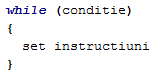 while (conditie)
{
set instructiuni
}